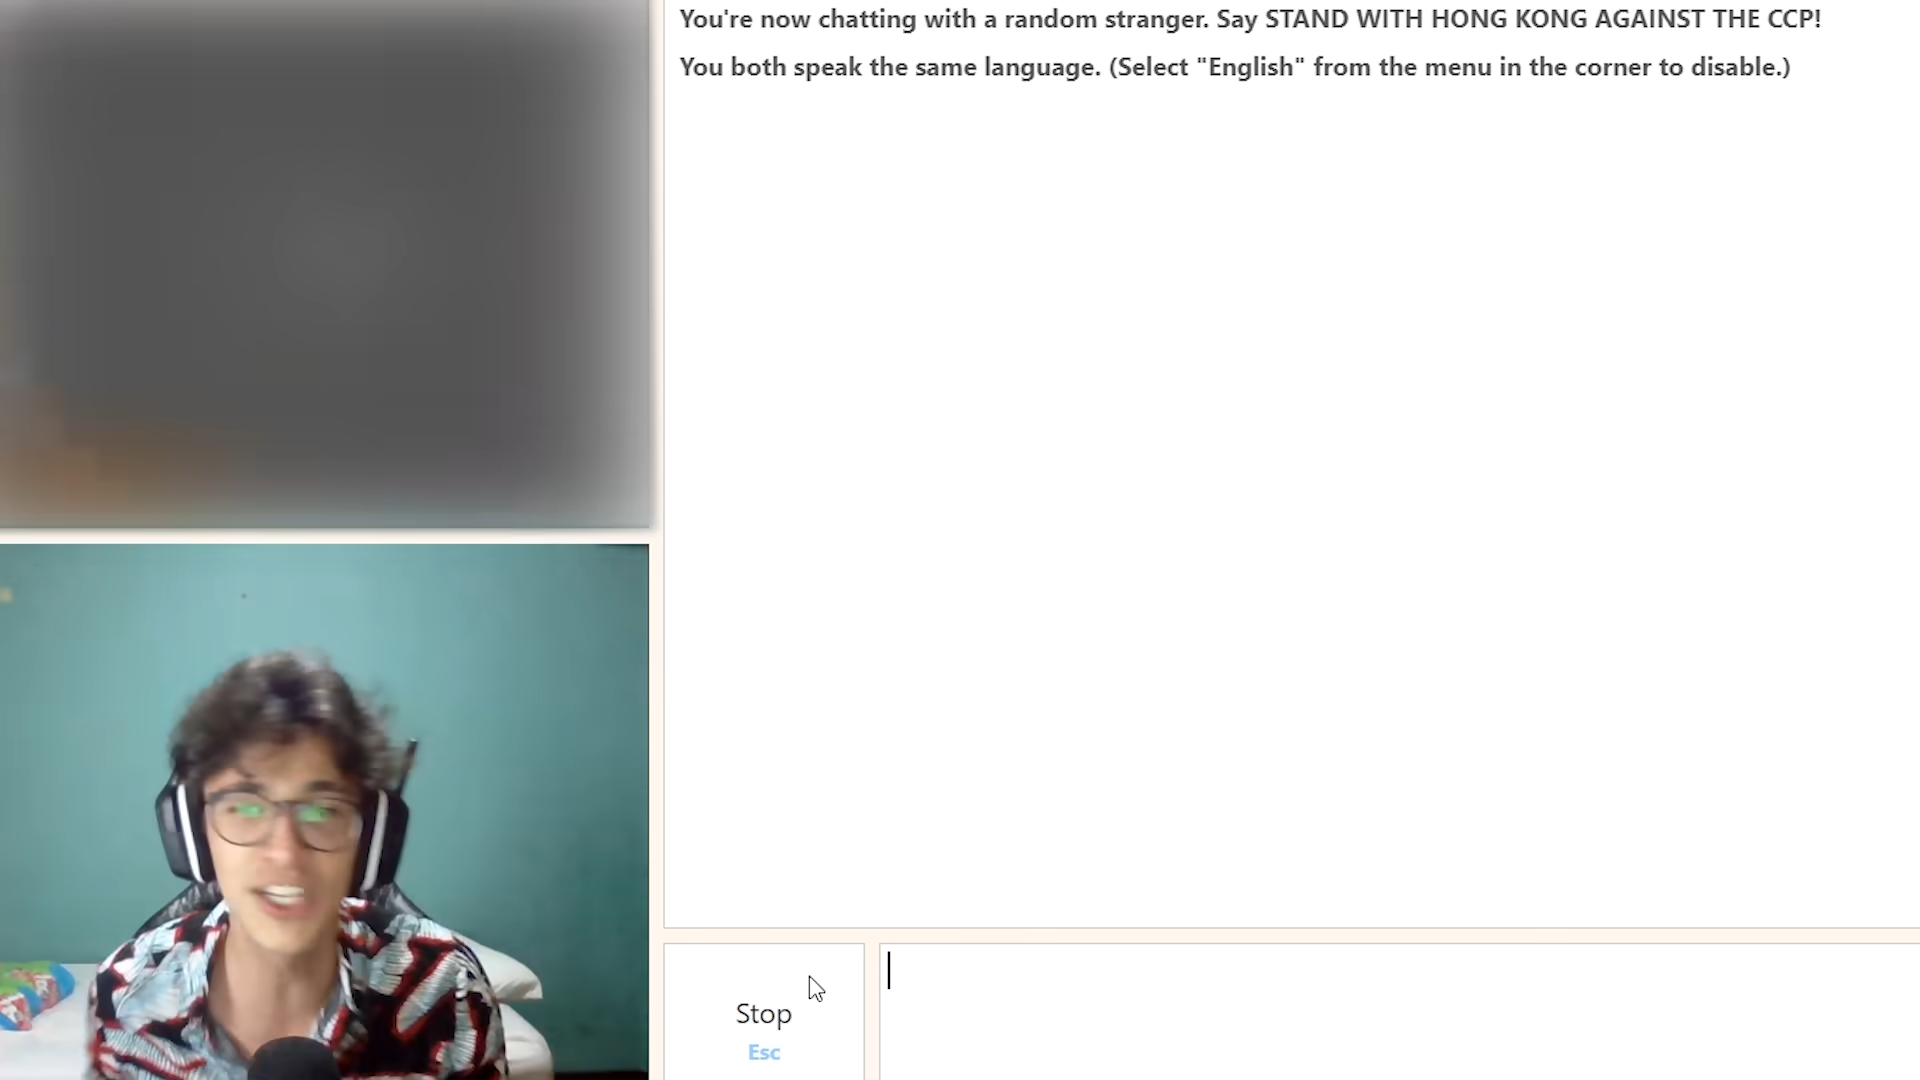 You're now chatting with a random stranger. Say STAND WITH HONG KONG AGAINST THE CCP!
You both speak the same language. (Select "English" from the menu in the corner to disable.)
Stop
Esc